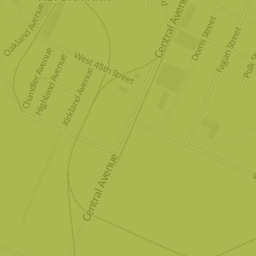 Oakland Avenue
Chandler Avenue
Highland Avenue
Kirkland Avenue
West 45th Street
Central Avenue
Central Avenue
Dorris Street
Fagan Street
Polk